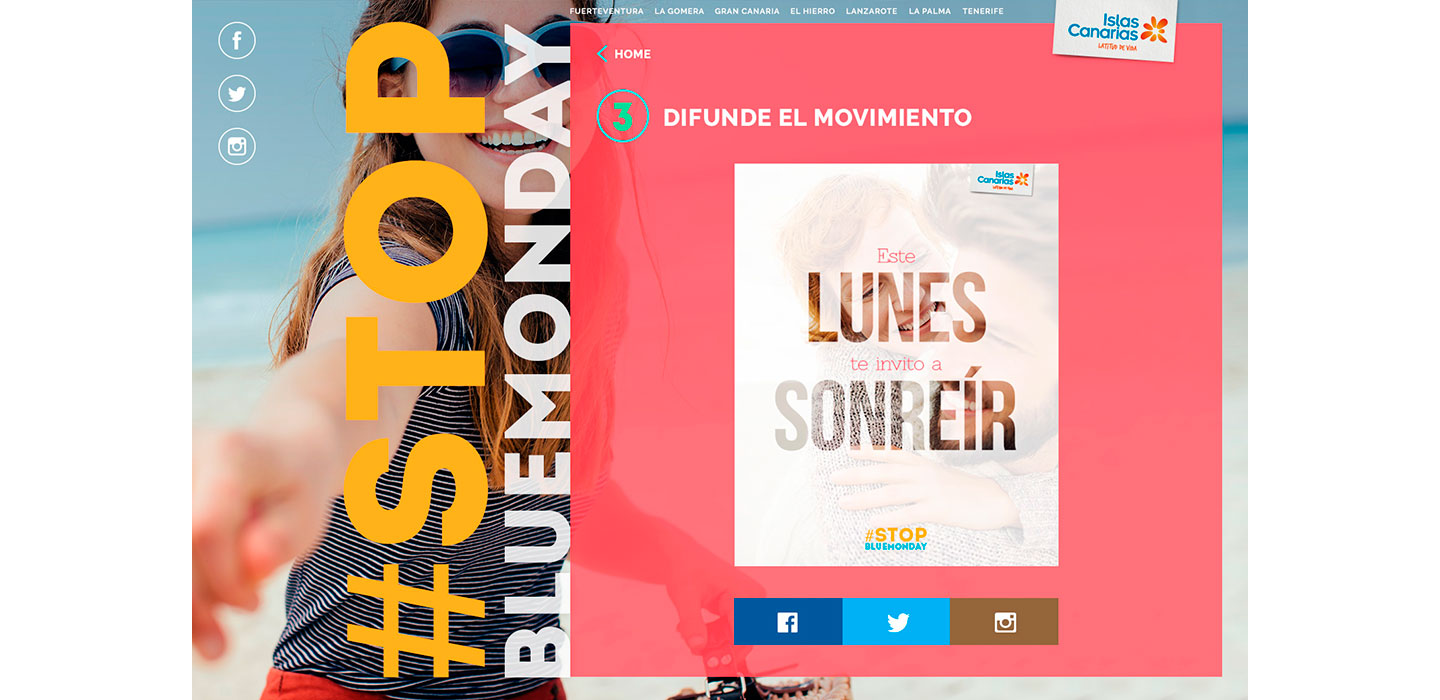 FUERTEVENTURA LA GOMERA GRAN CANARIA EL HIERRO LANZAROTE LA PALMA TENERIFE
Islas
Canarias
LATITUD DE VIDA
#STOP
BLUEMONDAY
HOME
3 DIFUNDE EL MOVIMIENTO
Islas
Canarias
LATITUD DE VIDA
Este
LUNES
te invito a
SONREÍR
#STOP
BLUEMONDAY